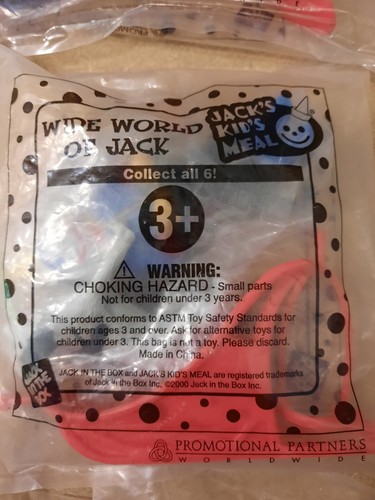 WIDE WORLD
OF JACK
JACK'S
KID'S
MEAL
Collect all 6!
3+
WARNING:
CHOKING HAZARD - Small parts
Not for children under 3 years.
This product conforms to ASTM Toy Safety Standards for
children ages 3 and over. Ask for alternative toys for
children under 3. This bag is not a toy. Please discard.
Made in China.
JACK IN THE BOX and JACK'S KID'S MEAL are registered trademarks
of Jack in the Box Inc. ©2000 Jack in the Box Inc.
JACK
IN THE
BOX
PROMOTIONAL PARTNERS
WORLDWIDE